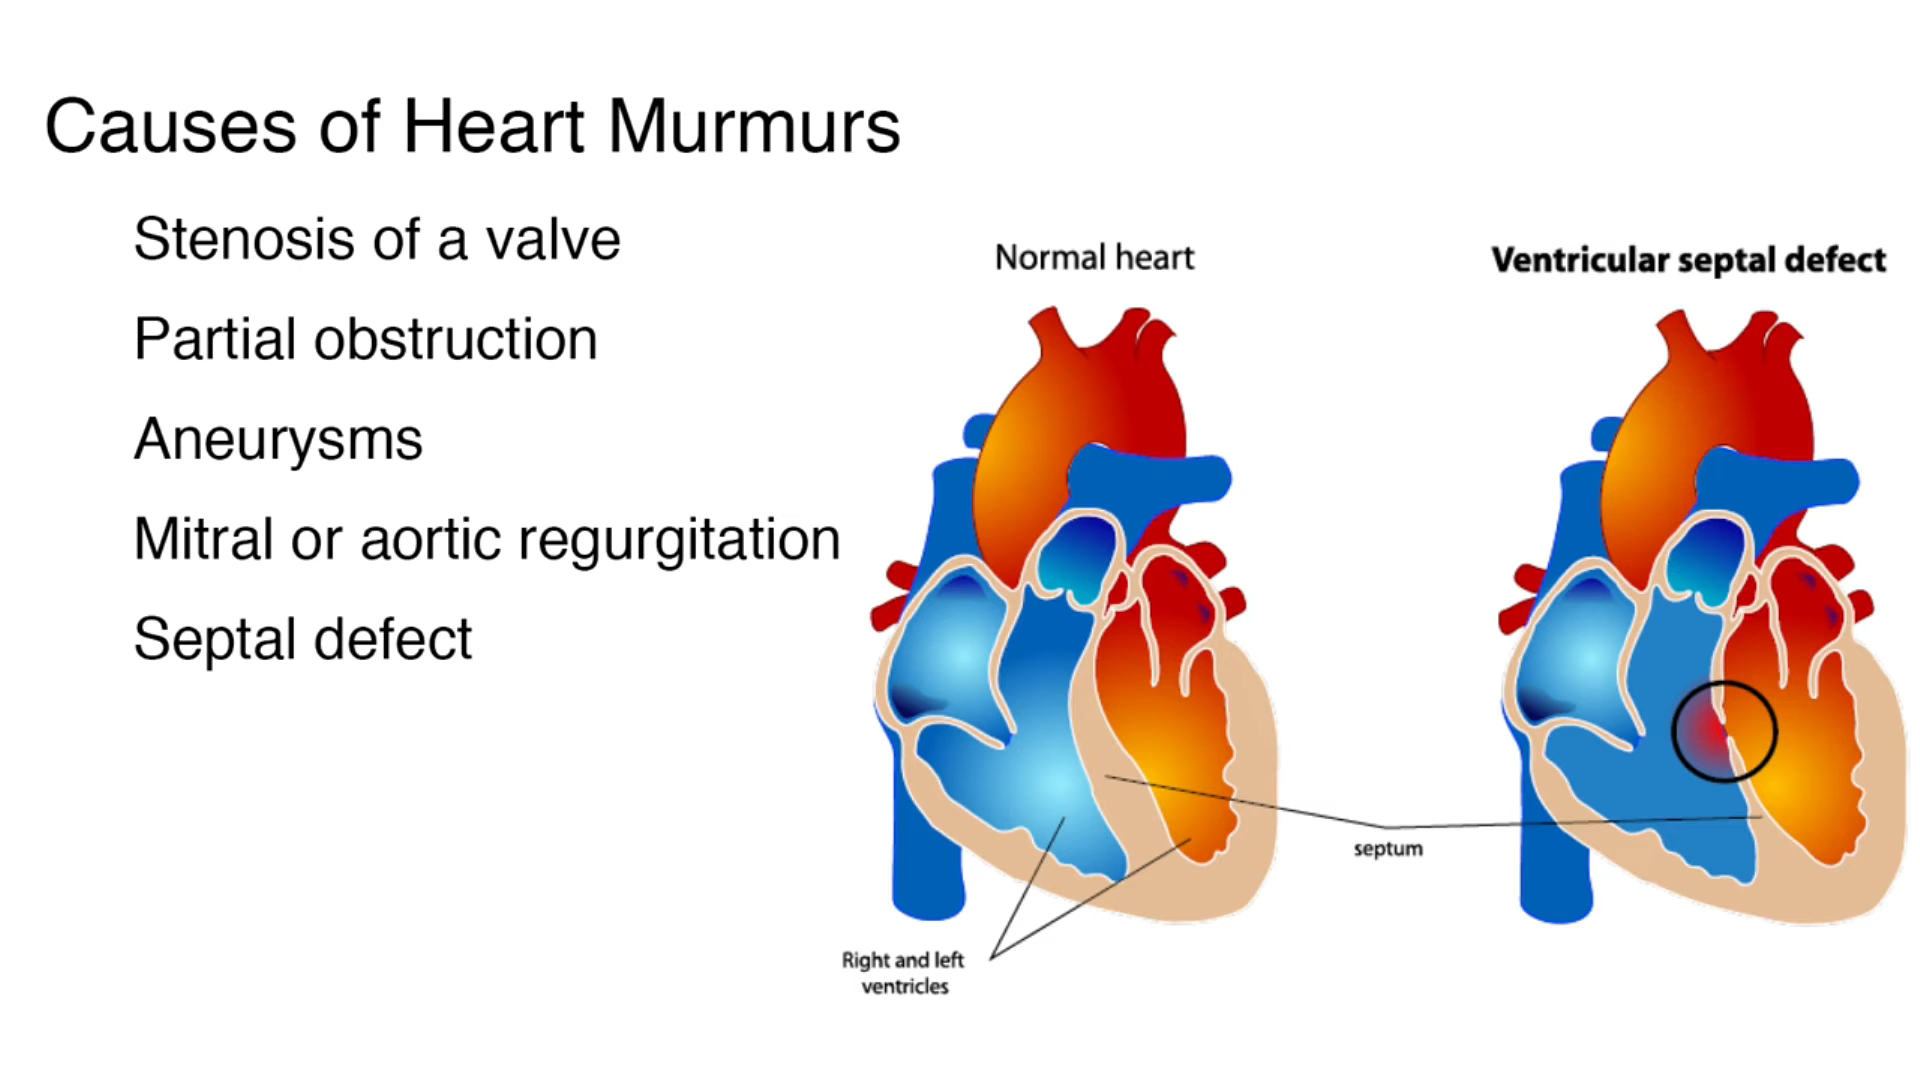 Causes of Heart Murmurs
Stenosis of a valve
Partial obstruction
Aneurysms
Mitral or aortic regurgitation
Septal defect
Normal heart
Ventricular septal defect
septum
Right and left
ventricles